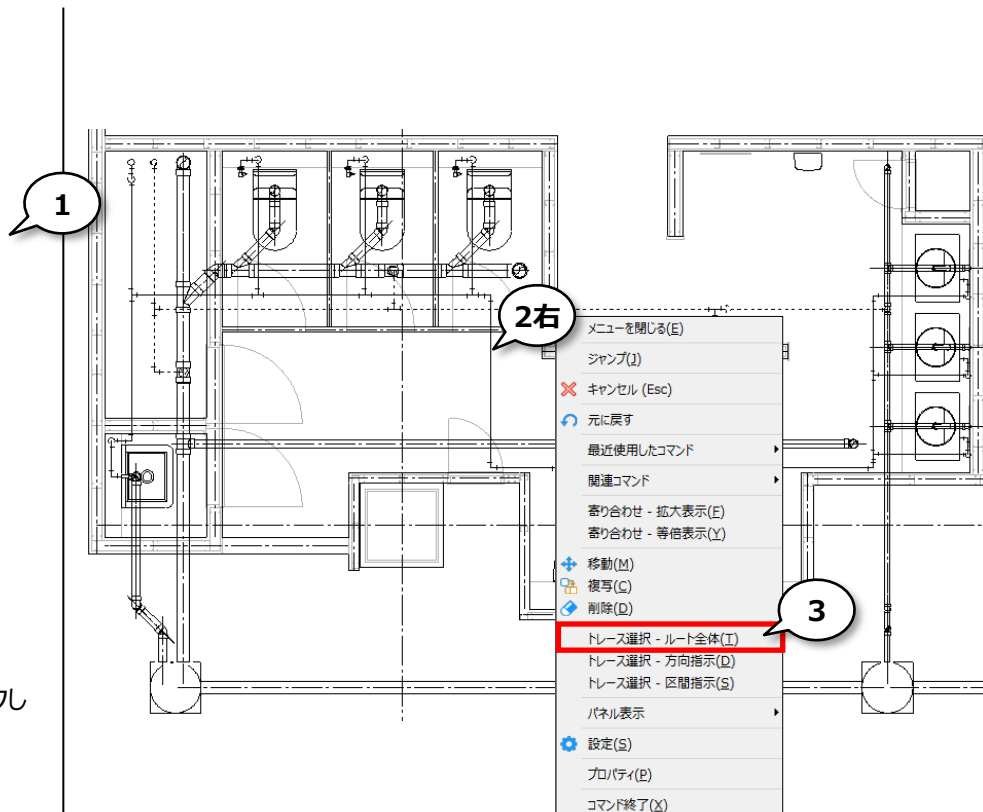 1
2右
メニューを閉じる(E)
ジャンプ(J)
キャンセル (Esc)
元に戻す
最近使用したコマンド
関連コマンド
寄り合わせ - 拡大表示(F)
寄り合わせ - 等倍表示(Y)
移動(M)
複写(C)
削除(D)
3
トレース選択 - ルート全体(T)
トレース選択 - 方向指示(D)
トレース選択 - 区間指示(S)
クし
パネル表示
設定(S)
プロパティ(P)
コマンド終了(X)